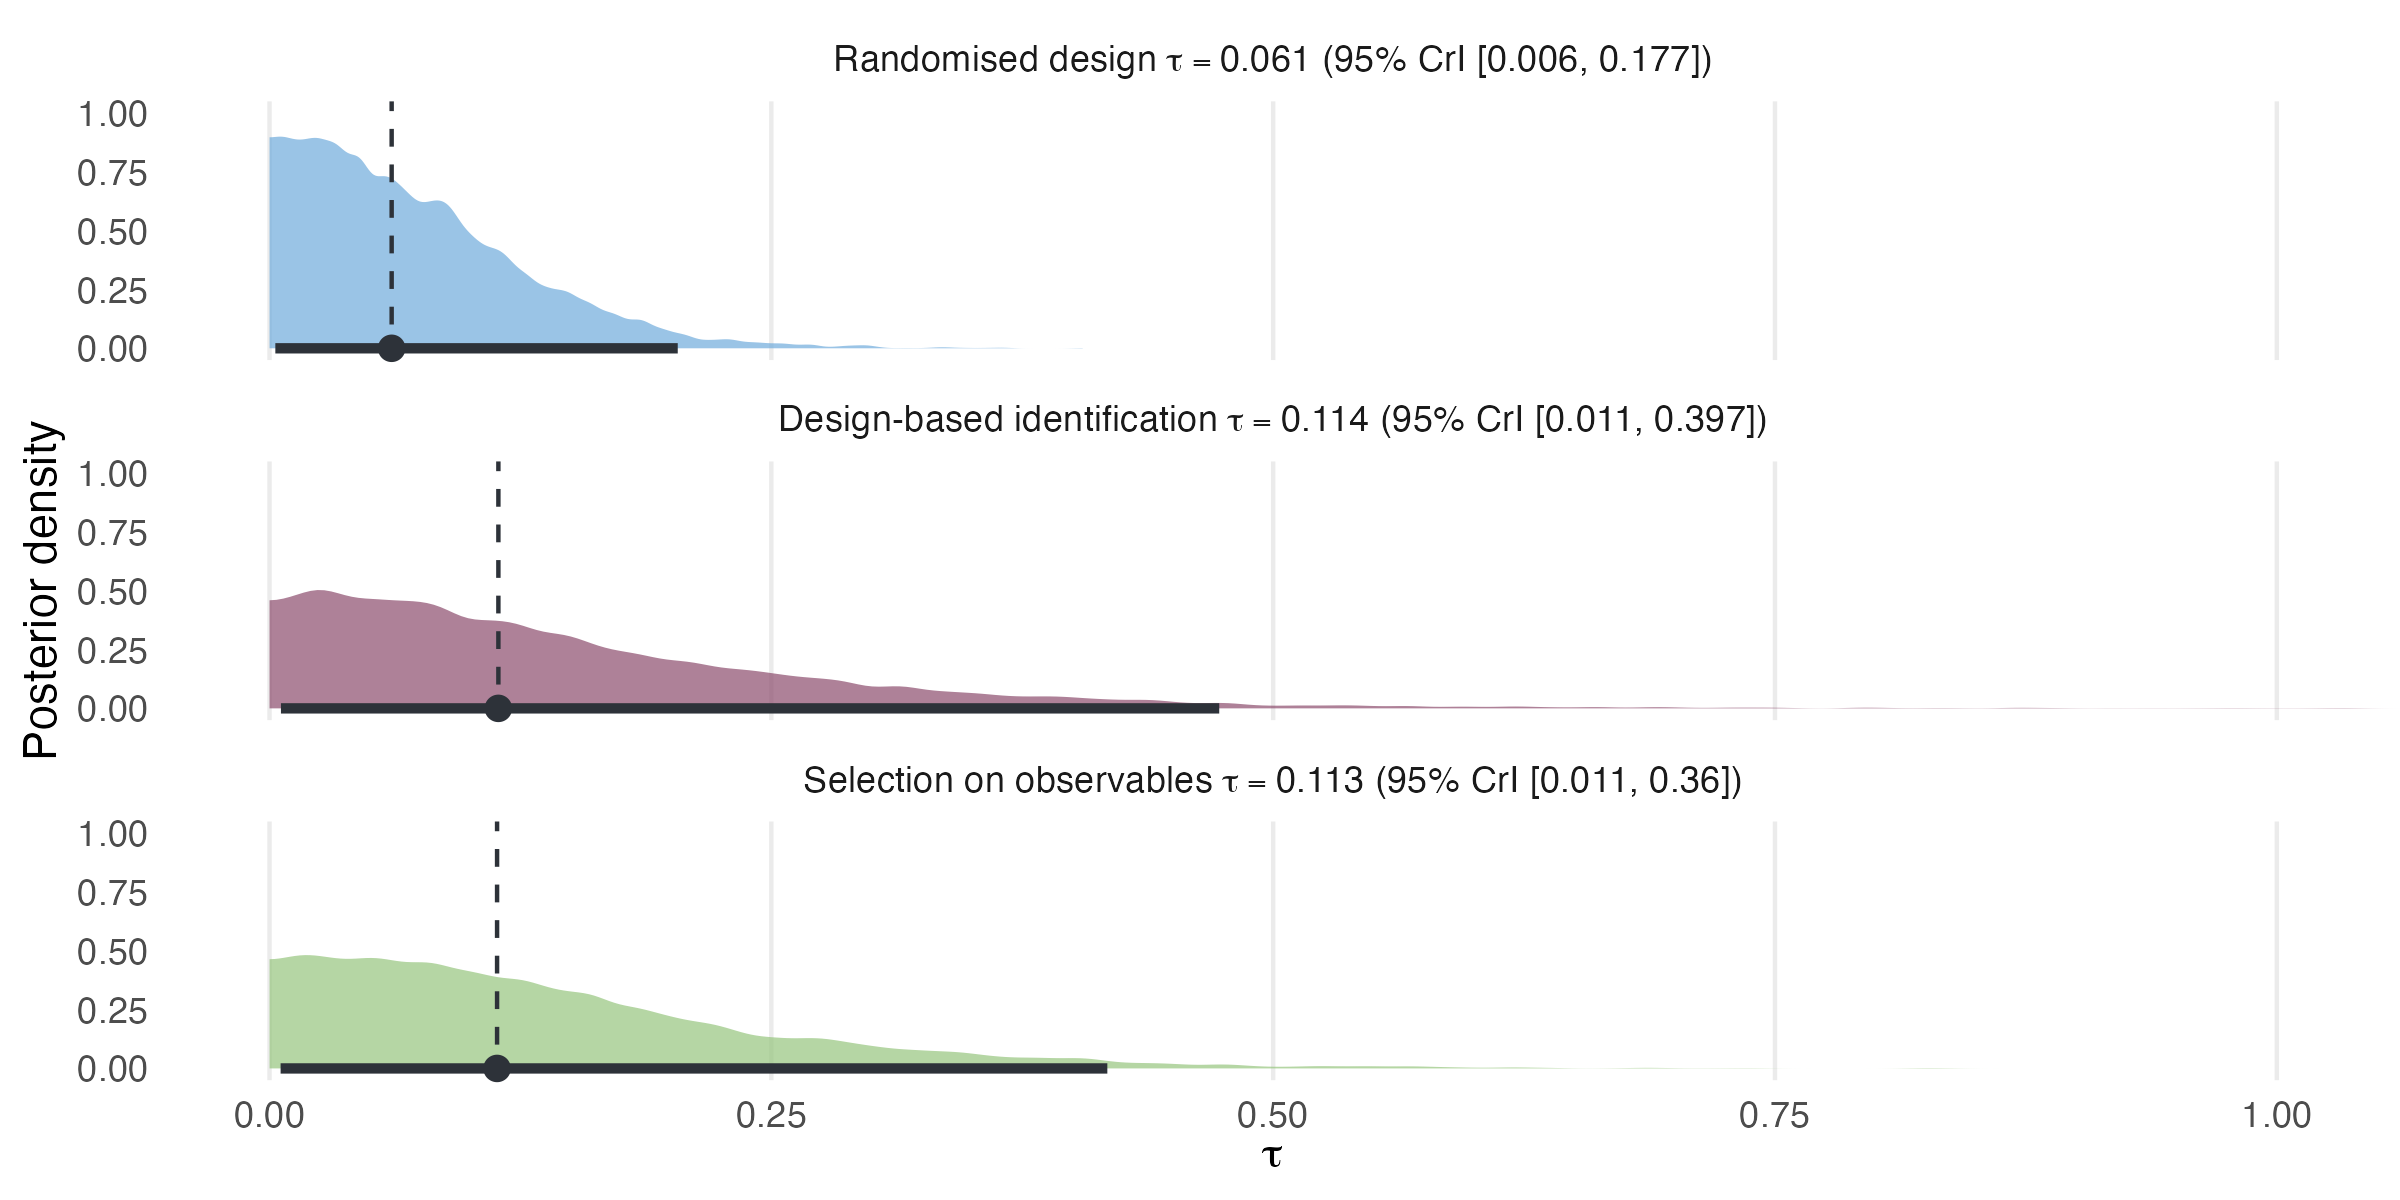 Randomised design τ = 0.061 (95% CrI [0.006, 0.177])
1.00
0.75
0.50
0.25
0.00
Design-based identification τ = 0.114 (95% CrI [0.011, 0.397])
1.00
0.75
0.50
0.25
0.00
Posterior density
Selection on observables τ = 0.113 (95% CrI [0.011, 0.36])
1.00
0.75
0.50
0.25
0.00
0.00 0.25 0.50 0.75 1.00
τ